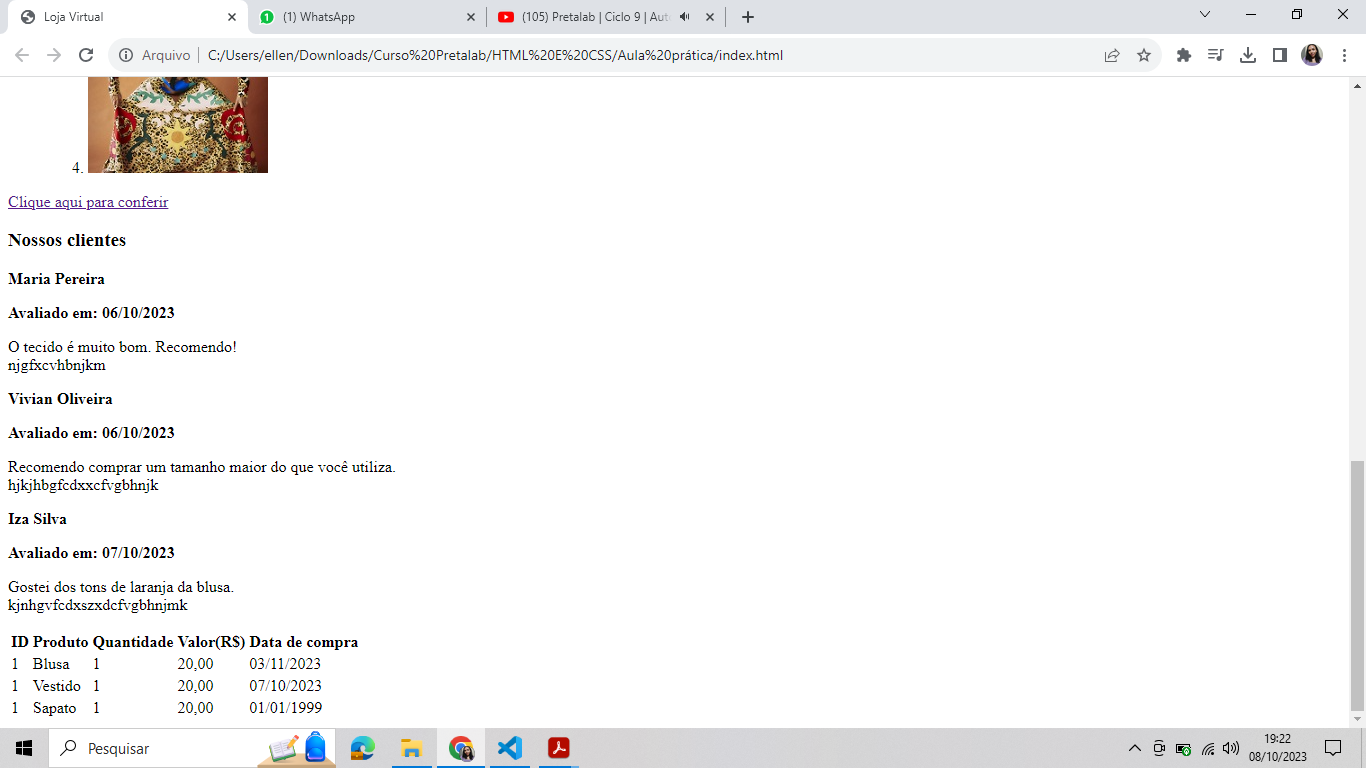 Loja Virtual
(1) WhatsApp
(105) Pretalab | Ciclo 9 | Aut
Arquivo
C:/Users/ellen/Downloads/Curso%20Pretalab/HTML%20E%20CSS/Aula%20prática/index.html
4.
Clique aqui para conferir
Nossos clientes
Maria Pereira
Avaliado em: 06/10/2023
O tecido é muito bom. Recomendo!
njgfxcvhbnjkm
Vivian Oliveira
Avaliado em: 06/10/2023
Recomendo comprar um tamanho maior do que você utiliza.
hjkjhbgfcdxxcfvgbhnjk
Iza Silva
Avaliado em: 07/10/2023
Gostei dos tons de laranja da blusa.
kjnhgvfcdxszxdcfvgbhnjmk
ID Produto Quantidade Valor(R$) Data de compra
1 Blusa 1 20,00 03/11/2023
1 Vestido 1 20,00 07/10/2023
1 Sapato 1 20,00 01/01/1999
Pesquisar
19:22
08/10/2023